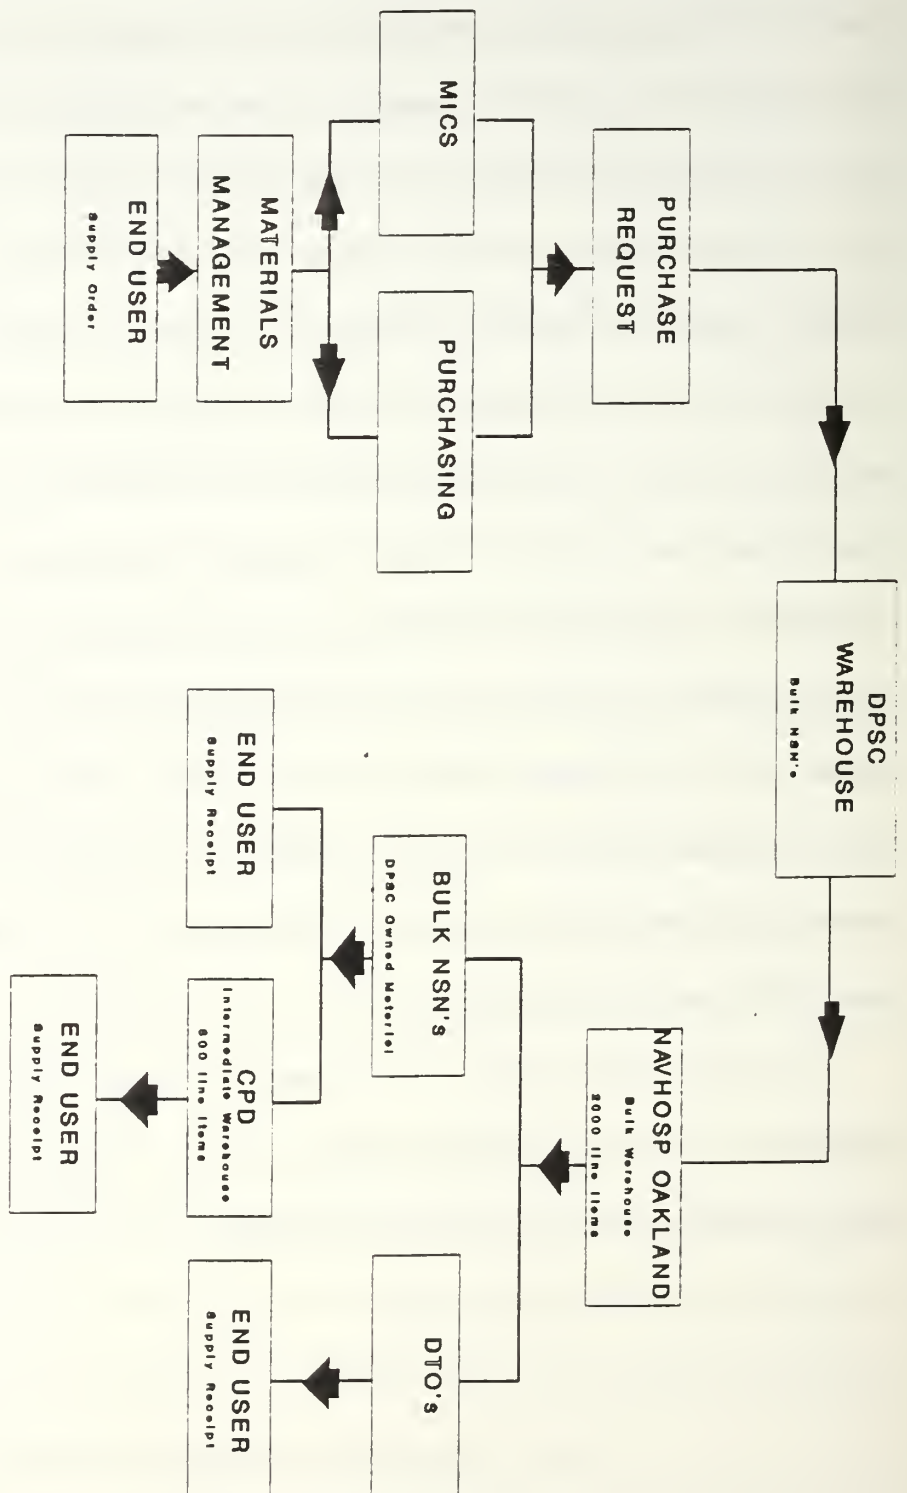 DPSC
WAREHOUSE
Bulk NSN's
PURCHASE
REQUEST
NAVHOSP OAKLAND
Bulk Warehouse
2000 line items
MICS
PURCHASING
BULK NSN's
DPSC Owned Materiel
DTO's
MATERIALS
MANAGEMENT
END USER
Supply Receipt
CPD
Intermediate Warehouse
600 line items
END USER
Supply Receipt
END USER
Supply Order
END USER
Supply Receipt